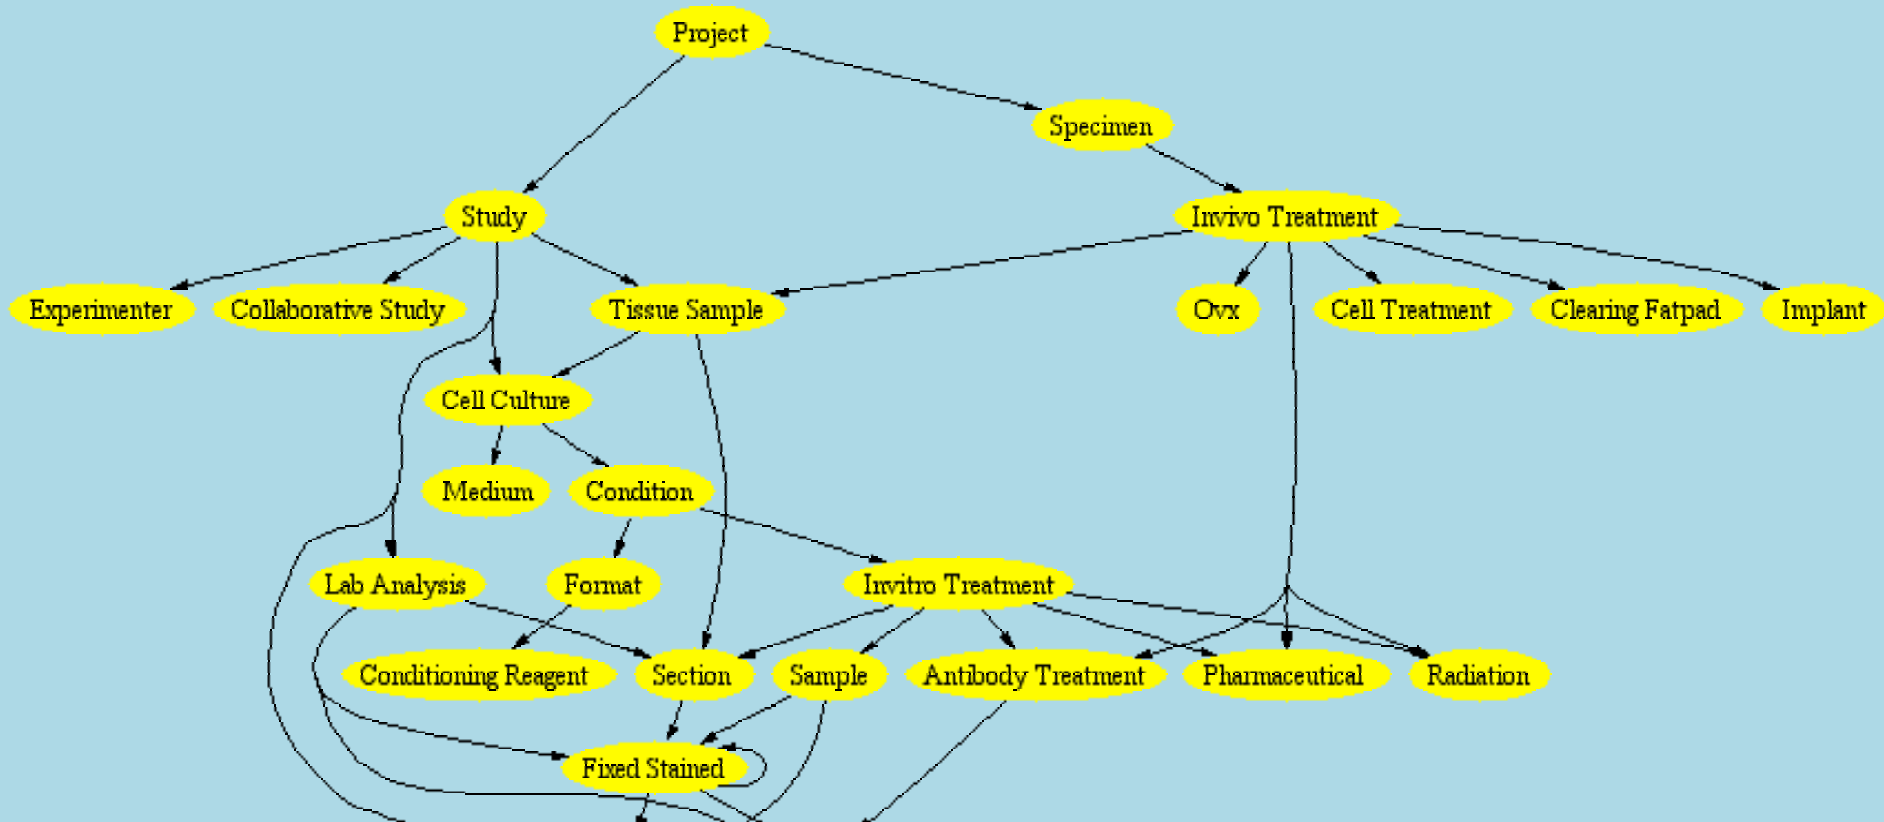 Project
Specimen
Study
Invivo Treatment
Experimenter
Collaborative Study
Tissue Sample
Ovx
Cell Treatment
Clearing Fatpad
Implant
Cell Culture
Medium
Condition
Lab Analysis
Format
Invitro Treatment
Conditioning Reagent
Section
Sample
Antibody Treatment
Pharmaceutical
Radiation
Fixed Stained